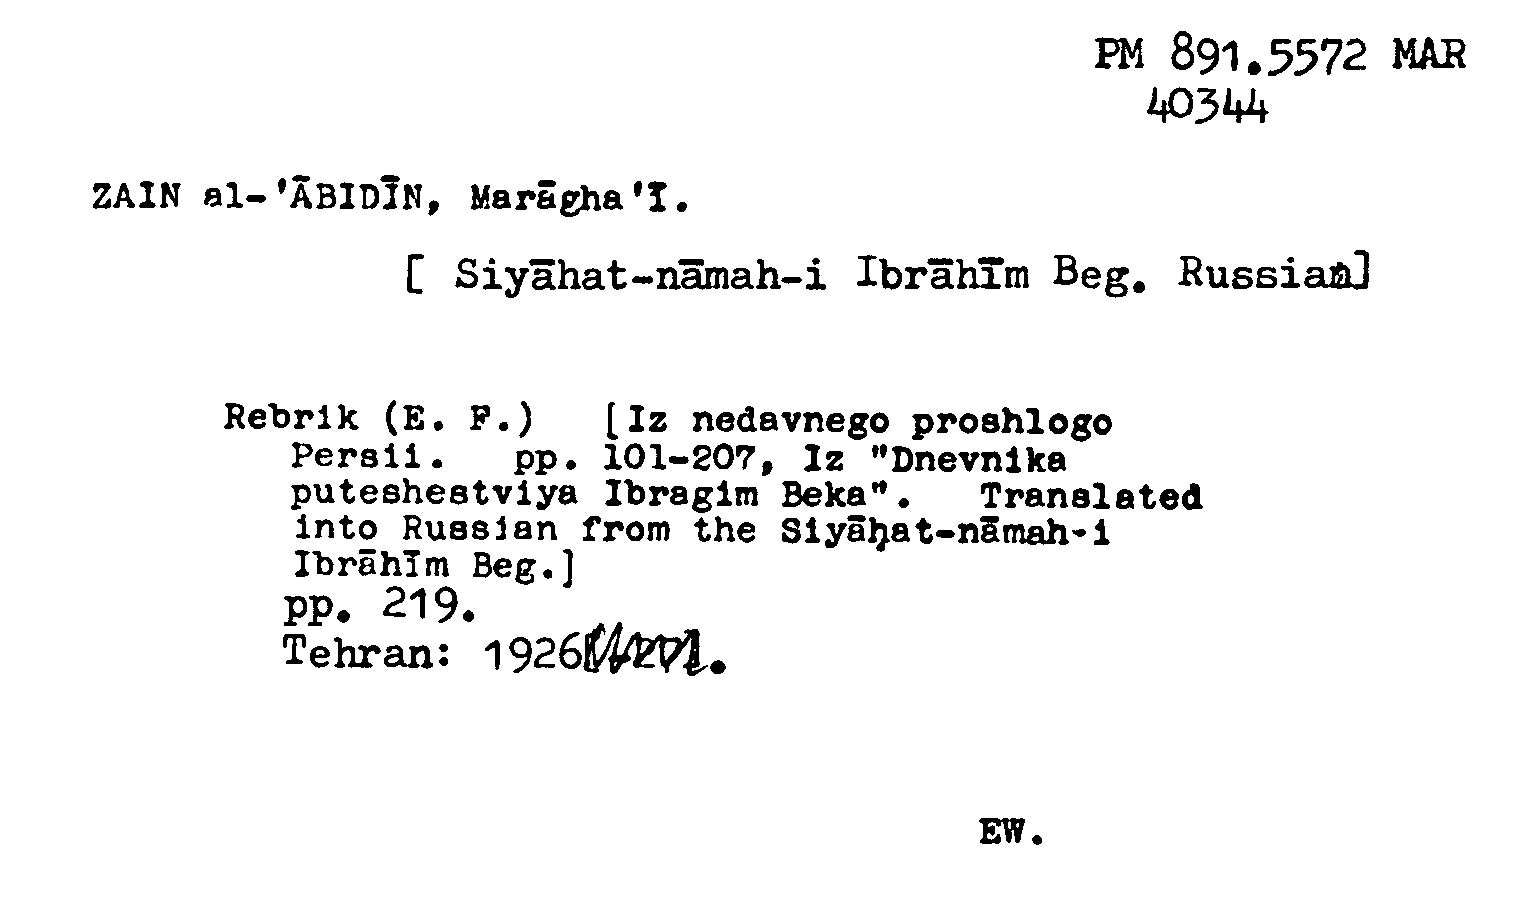 PM 891.5572 MAR
40344
ZAIN al-'ĀBIDĪN, Marāgha'ī.
[ Siyāhat-nāmah-i Ibrāhīm Beg. Russian]
Rebrik (E. F.) [Iz nedavnego proshlogo
Persii. pp. 101-207, Iz "Dnevnika
puteshestviya Ibragim Beka". Translated
into Russian from the Siyāḥat-nāmah-i
Ibrāhīm Beg.]
pp. 219.
Tehran: 1926.
EW.